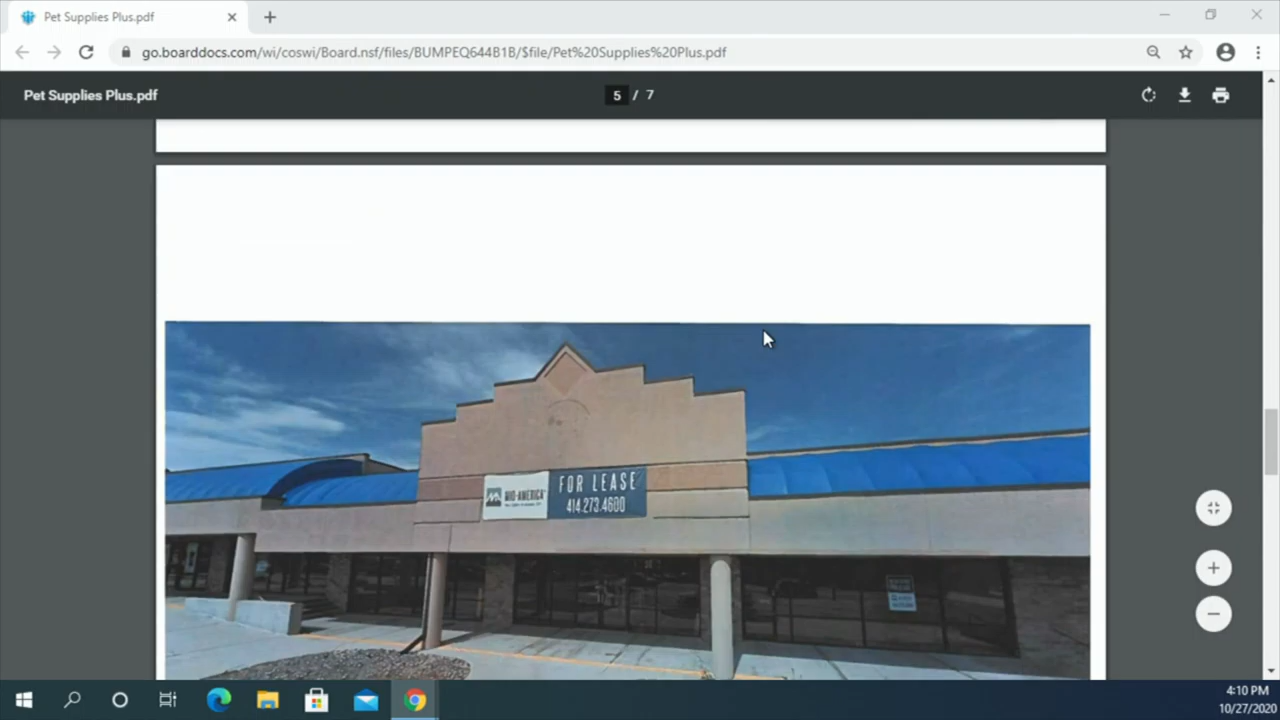 Pet Supplies Plus.pdf
go.boarddocs.com/wi/coswi/Board.nsf/files/BUMPEQ644B1B/$file/Pet%20Supplies%20Plus.pdf
Pet Supplies Plus.pdf
5 / 7
MID-AMERICA
FOR LEASE
414.273.4600
4:10 PM
10/27/2020